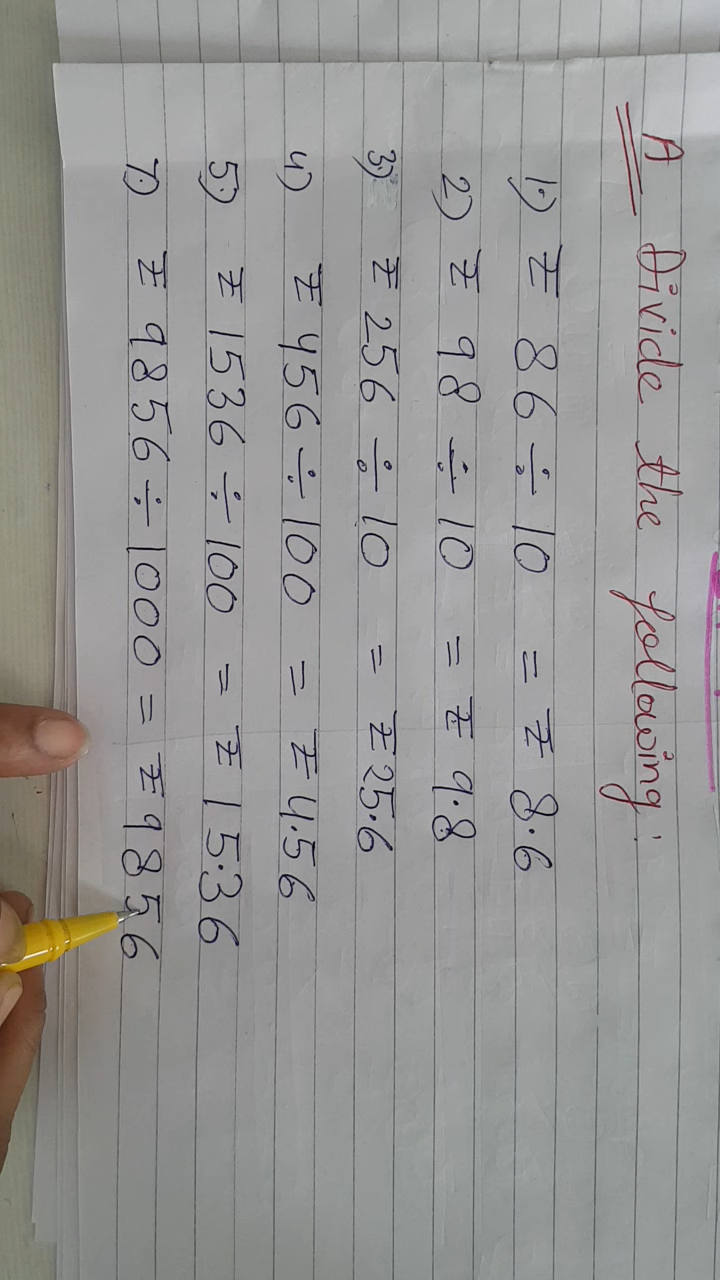 A Divide the following:
1.) ₹ 86 ÷ 10 = ₹ 8.6
2) ₹ 98 ÷ 10 = ₹ 9.8
3) ₹ 256 ÷ 10 = ₹ 25.6
4) ₹ 456 ÷ 100 = ₹ 4.56
5) ₹ 1536 ÷ 100 = ₹ 15.36
7) ₹ 9856 ÷ 1000 = ₹ 9856